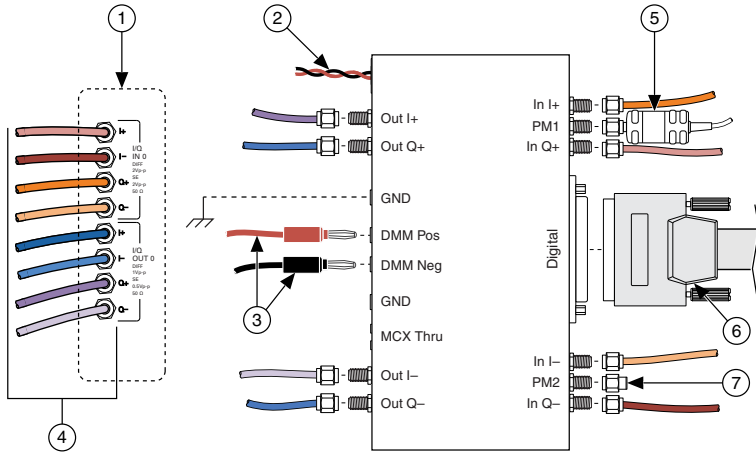 1
2
5
I+
I–
Q+
Q–
I/Q
IN 0
DIFF
2Vp-p
SE
2Vp-p
50 Ω
I+
I–
Q+
Q–
I/Q
OUT 0
DIFF
1Vp-p
SE
0.5Vp-p
50 Ω
Out I+
Out Q+
GND
DMM Pos
DMM Neg
GND
MCX Thru
Out I–
Out Q–
In I+
PM1
In Q+
Digital
In I–
PM2
In Q–
3
4
6
7